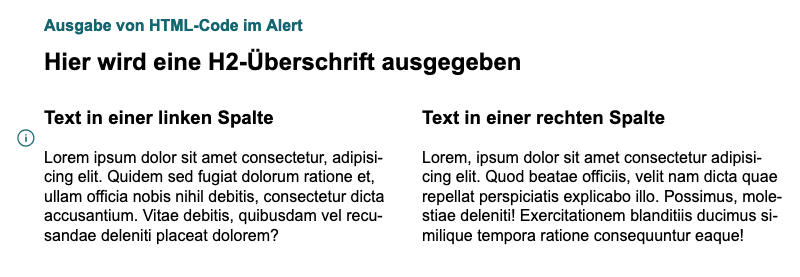 Ausgabe von HTML-Code im Alert
Hier wird eine H2-Überschrift ausgegeben
Text in einer linken Spalte
Lorem ipsum dolor sit amet consectetur, adipisi-
cing elit. Quidem sed fugiat dolorum ratione et,
ullam officia nobis nihil debitis, consectetur dicta
accusantium. Vitae debitis, quibusdam vel recu-
sandae deleniti placeat dolorem?
Text in einer rechten Spalte
Lorem, ipsum dolor sit amet consectetur adipisi-
cing elit. Quod beatae officiis, velit nam dicta quae
repellat perspiciatis explicabo illo. Possimus, mole-
stiae deleniti! Exercitationem blanditiis ducimus si-
milique tempora ratione consequuntur eaque!